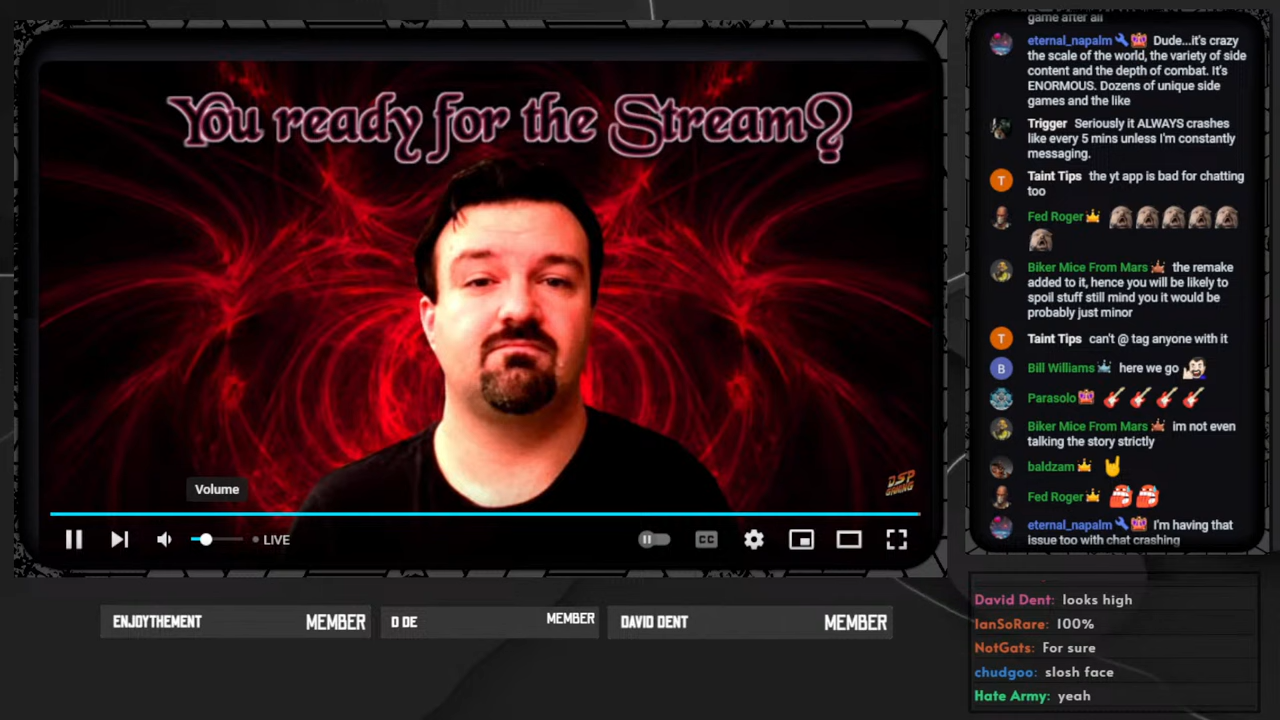 You ready for the Stream?
DSP
GAMING
Volume
LIVE
CC
ENJOYTHEMENT
MEMBER
D DE
MEMBER
DAVID DENT
MEMBER
game after all
eternal_napalm Dude...it's crazy
the scale of the world, the variety of side
content and the depth of combat. It's
ENORMOUS. Dozens of unique side
games and the like
Trigger Seriously it ALWAYS crashes
like every 5 mins unless I'm constantly
messaging.
T
Taint Tips the yt app is bad for chatting
too
Fed Roger
Biker Mice From Mars the remake
added to it, hence you will be likely to
spoil stuff still mind you it would be
probably just minor
T
Taint Tips can't @ tag anyone with it
B
Bill Williams here we go
Parasolo
Biker Mice From Mars im not even
talking the story strictly
baldzam
Fed Roger
eternal_napalm I'm having that
issue too with chat crashing
David Dent: looks high
IanSoRare: 100%
NotGats: For sure
chudgoo: slosh face
Hate Army: yeah